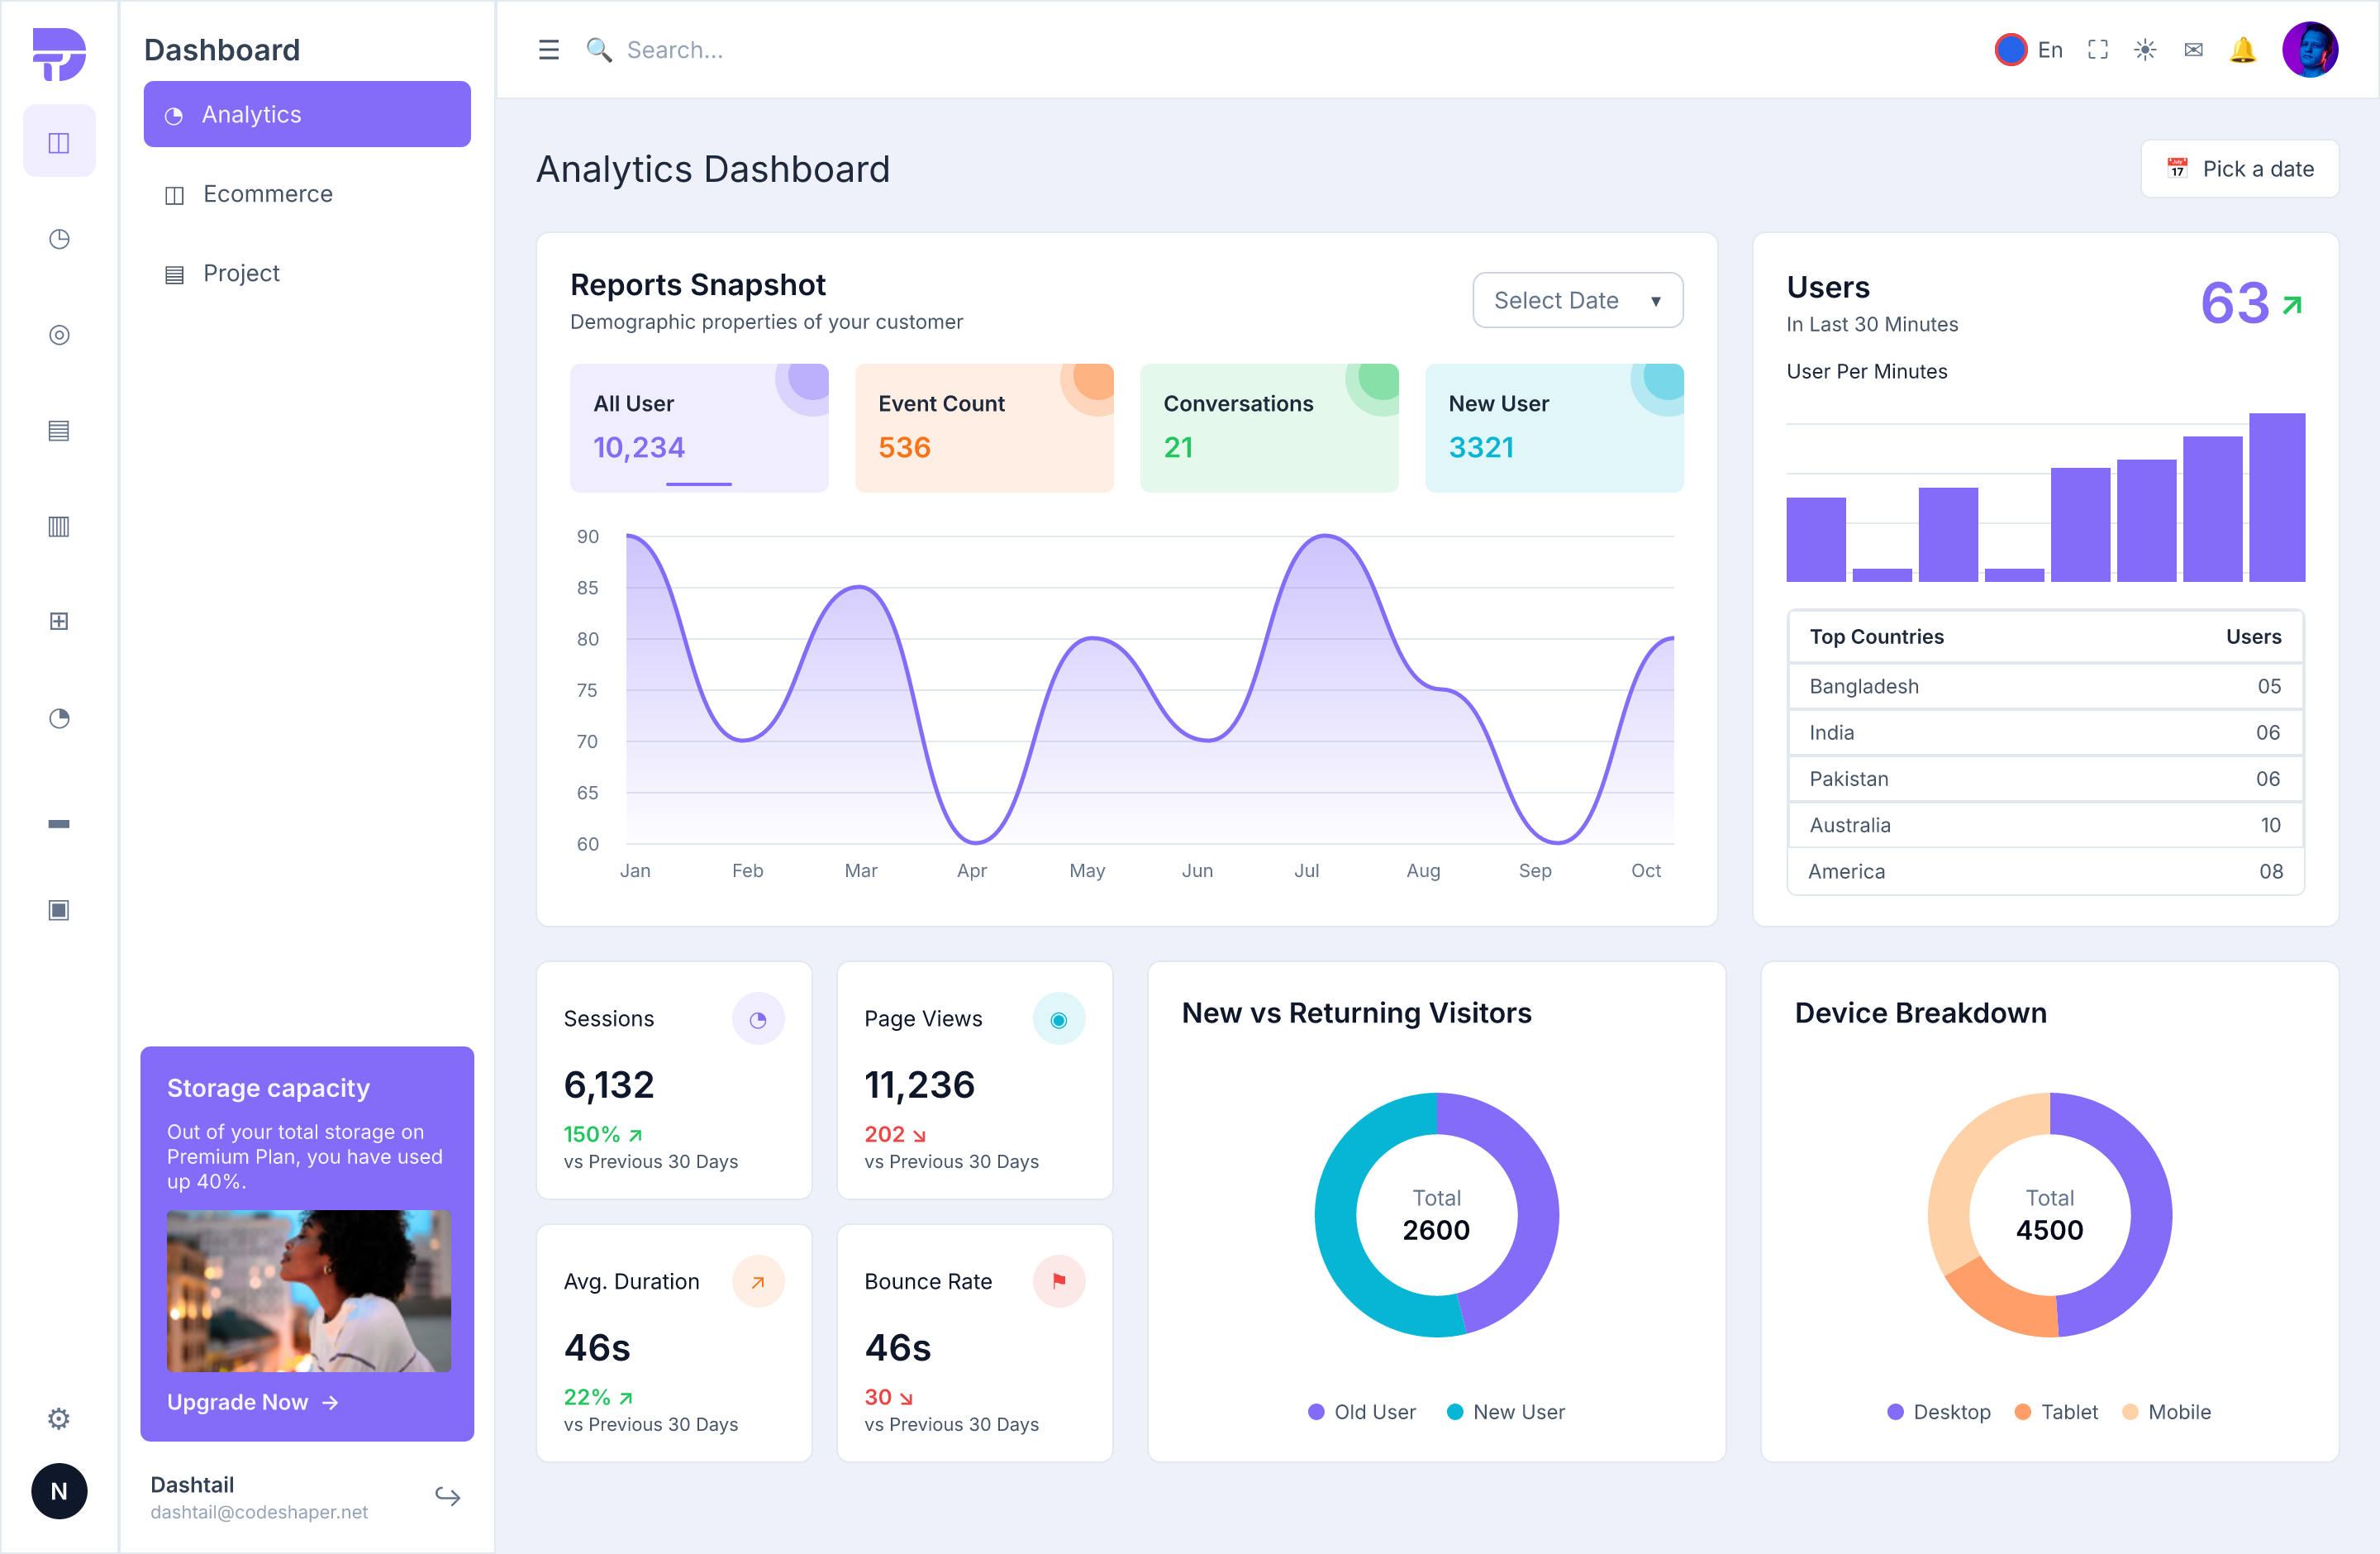 Dashboard
Analytics
Ecommerce
Project
Storage capacity
Out of your total storage on
Premium Plan, you have used
up 40%.
Upgrade Now →
N
Dashtail
dashtail@codeshaper.net
Search...
En
Analytics Dashboard
Pick a date
Reports Snapshot
Demographic properties of your customer
Select Date
All User
10,234
Event Count
536
Conversations
21
New User
3321
90
85
80
75
70
65
60
Jan Feb Mar Apr May Jun Jul Aug Sep Oct
Users
In Last 30 Minutes
63
User Per Minutes
Top Countries Users
Bangladesh 05
India 06
Pakistan 06
Australia 10
America 08
Sessions
6,132
150%
vs Previous 30 Days
Page Views
11,236
202
vs Previous 30 Days
Avg. Duration
46s
22%
vs Previous 30 Days
Bounce Rate
46s
30
vs Previous 30 Days
New vs Returning Visitors
Total
2600
Old User New User
Device Breakdown
Total
4500
Desktop Tablet Mobile